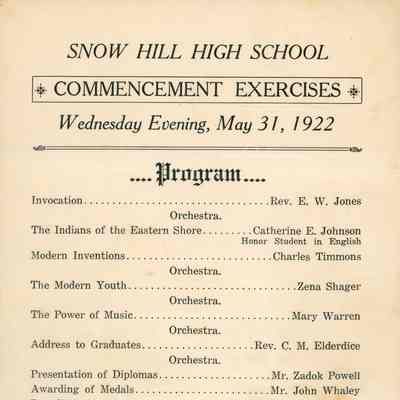 SNOW HILL HIGH SCHOOL
COMMENCEMENT EXERCISES
Wednesday Evening, May 31, 1922
....Program....
Invocation................................Rev. E. W. Jones
Orchestra.
The Indians of the Eastern Shore.........Catherine E. Johnson
Honor Student in English
Modern Inventions.........................Charles Timmons
Orchestra.
The Modern Youth.............................Zena Shager
Orchestra.
The Power of Music...........................Mary Warren
Orchestra.
Address to Graduates...................Rev. C. M. Elderdice
Orchestra.
Presentation of Diplomas...................Mr. Zadok Powell
Awarding of Medals.......................Mr. John Whaley